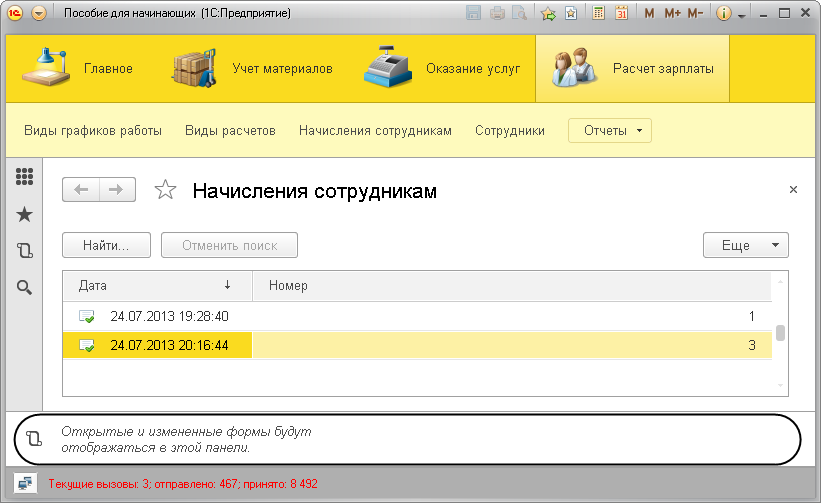 Пособие для начинающих (1С:Предприятие)
M M+ M-
31
Главное
Учет материалов
Оказание услуг
Расчет зарплаты
Виды графиков работы
Виды расчетов
Начисления сотрудникам
Сотрудники
Отчеты
Начисления сотрудникам
Найти...
Отменить поиск
Еще
Дата
Номер
24.07.2013 19:28:40 1
24.07.2013 20:16:44 3
Открытые и измененные формы будут
отображаться в этой панели.
Текущие вызовы: 3; отправлено: 467; принято: 8 492